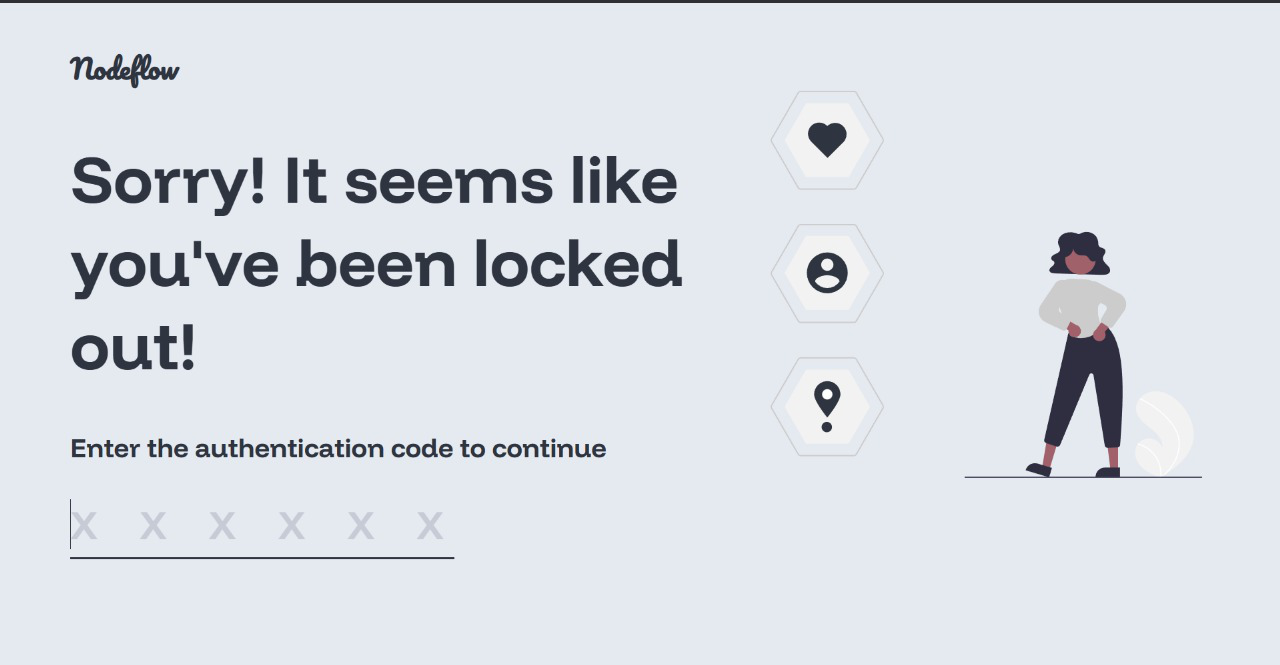 Nodeflow
Sorry! It seems like
you've been locked
out!
Enter the authentication code to continue
X X X X X X